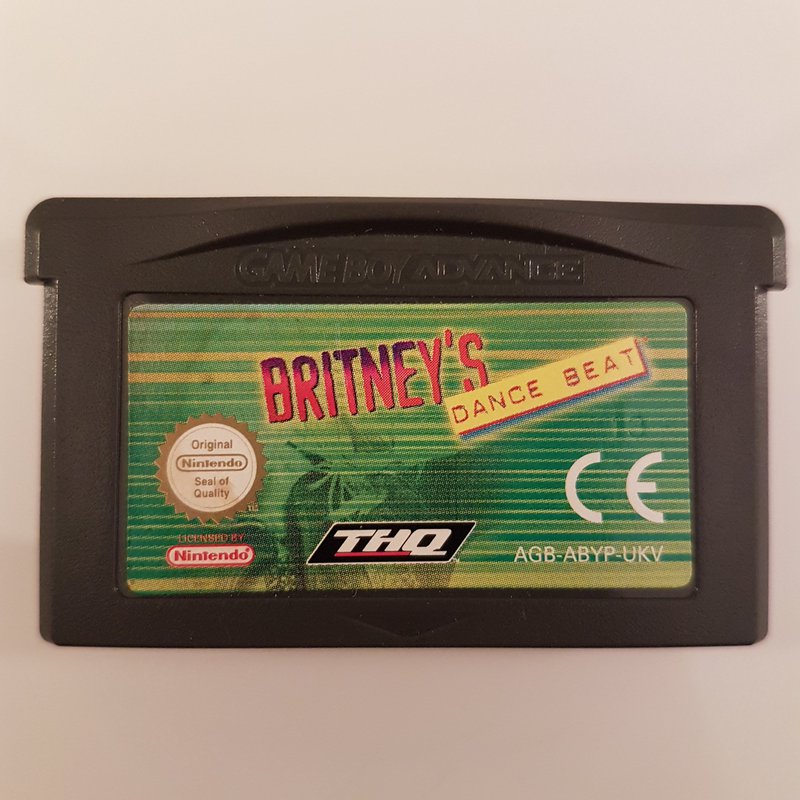 GAME BOY ADVANCE
BRITNEY'S
DANCE BEAT
Original
Nintendo
Seal of
Quality
LICENSED BY
Nintendo
THQ
CE
AGB-ABYP-UKV